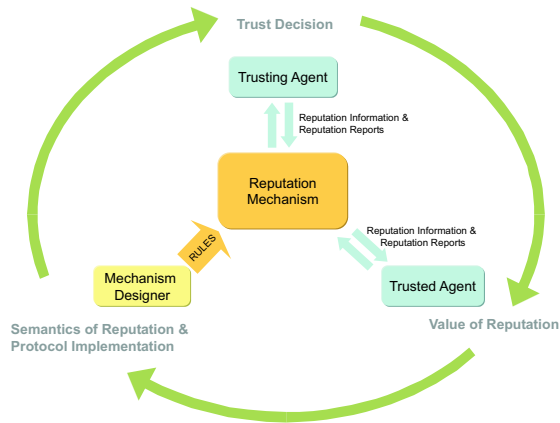 Trust Decision
Trusting Agent
Reputation Information &
Reputation Reports
Reputation
Mechanism
Reputation Information &
Reputation Reports
RULES
Mechanism
Designer
Trusted Agent
Semantics of Reputation &
Protocol Implementation
Value of Reputation